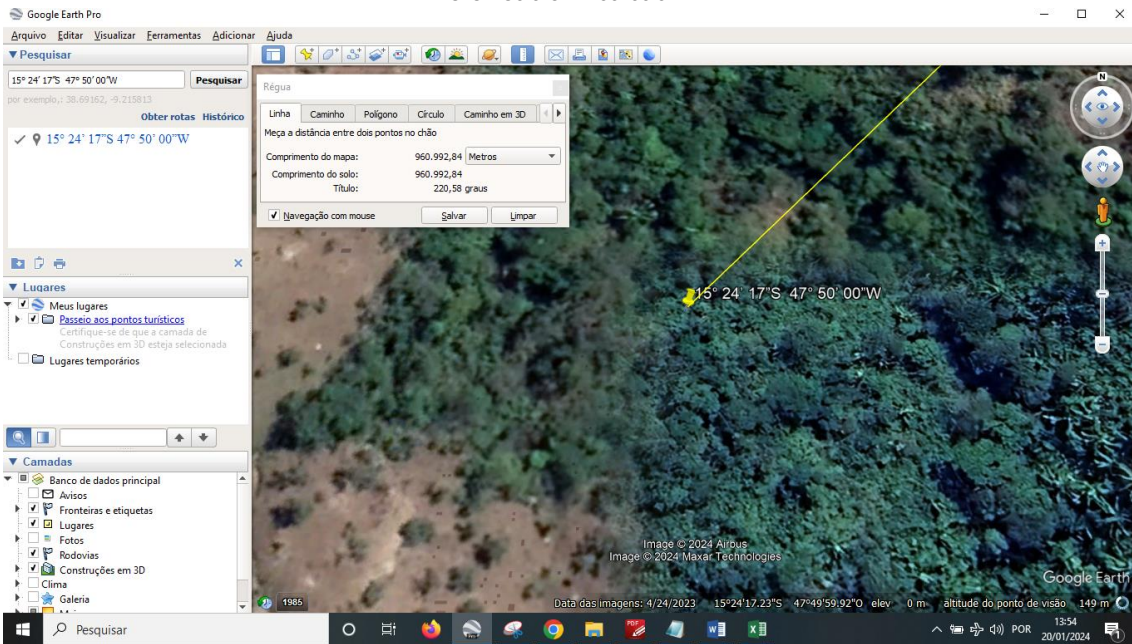 Google Earth Pro
Arquivo Editar Visualizar Ferramentas Adicionar Ajuda
Pesquisar
15° 24' 17"S 47° 50' 00"W Pesquisar
por exemplo,: 38.69162, -9.215813
Obter rotas Histórico
15° 24' 17"S 47° 50' 00"W
Régua
Linha Caminho Polígono Círculo Caminho em 3D
Meça a distância entre dois pontos no chão
Comprimento do mapa: 960.992,84 Metros
Comprimento do solo: 960.992,84
Título: 220,58 graus
Navegação com mouse Salvar Limpar
N
15° 24' 17"S 47° 50' 00"W
Lugares
Meus lugares
Passeio aos pontos turísticos
Certifique-se de que a camada de
Construções em 3D esteja selecionada
Lugares temporários
Camadas
Banco de dados principal
Avisos
Fronteiras e etiquetas
Lugares
Fotos
Rodovias
Construções em 3D
Clima
Galeria
Image © 2024 Airbus
Image © 2024 Maxar Technologies
Google Earth
1985
Data das imagens: 4/24/2023 15°24'17.23"S 47°49'59.92"O elev 0 m altitude do ponto de visão 149 m
Pesquisar
POR
13:54
20/01/2024